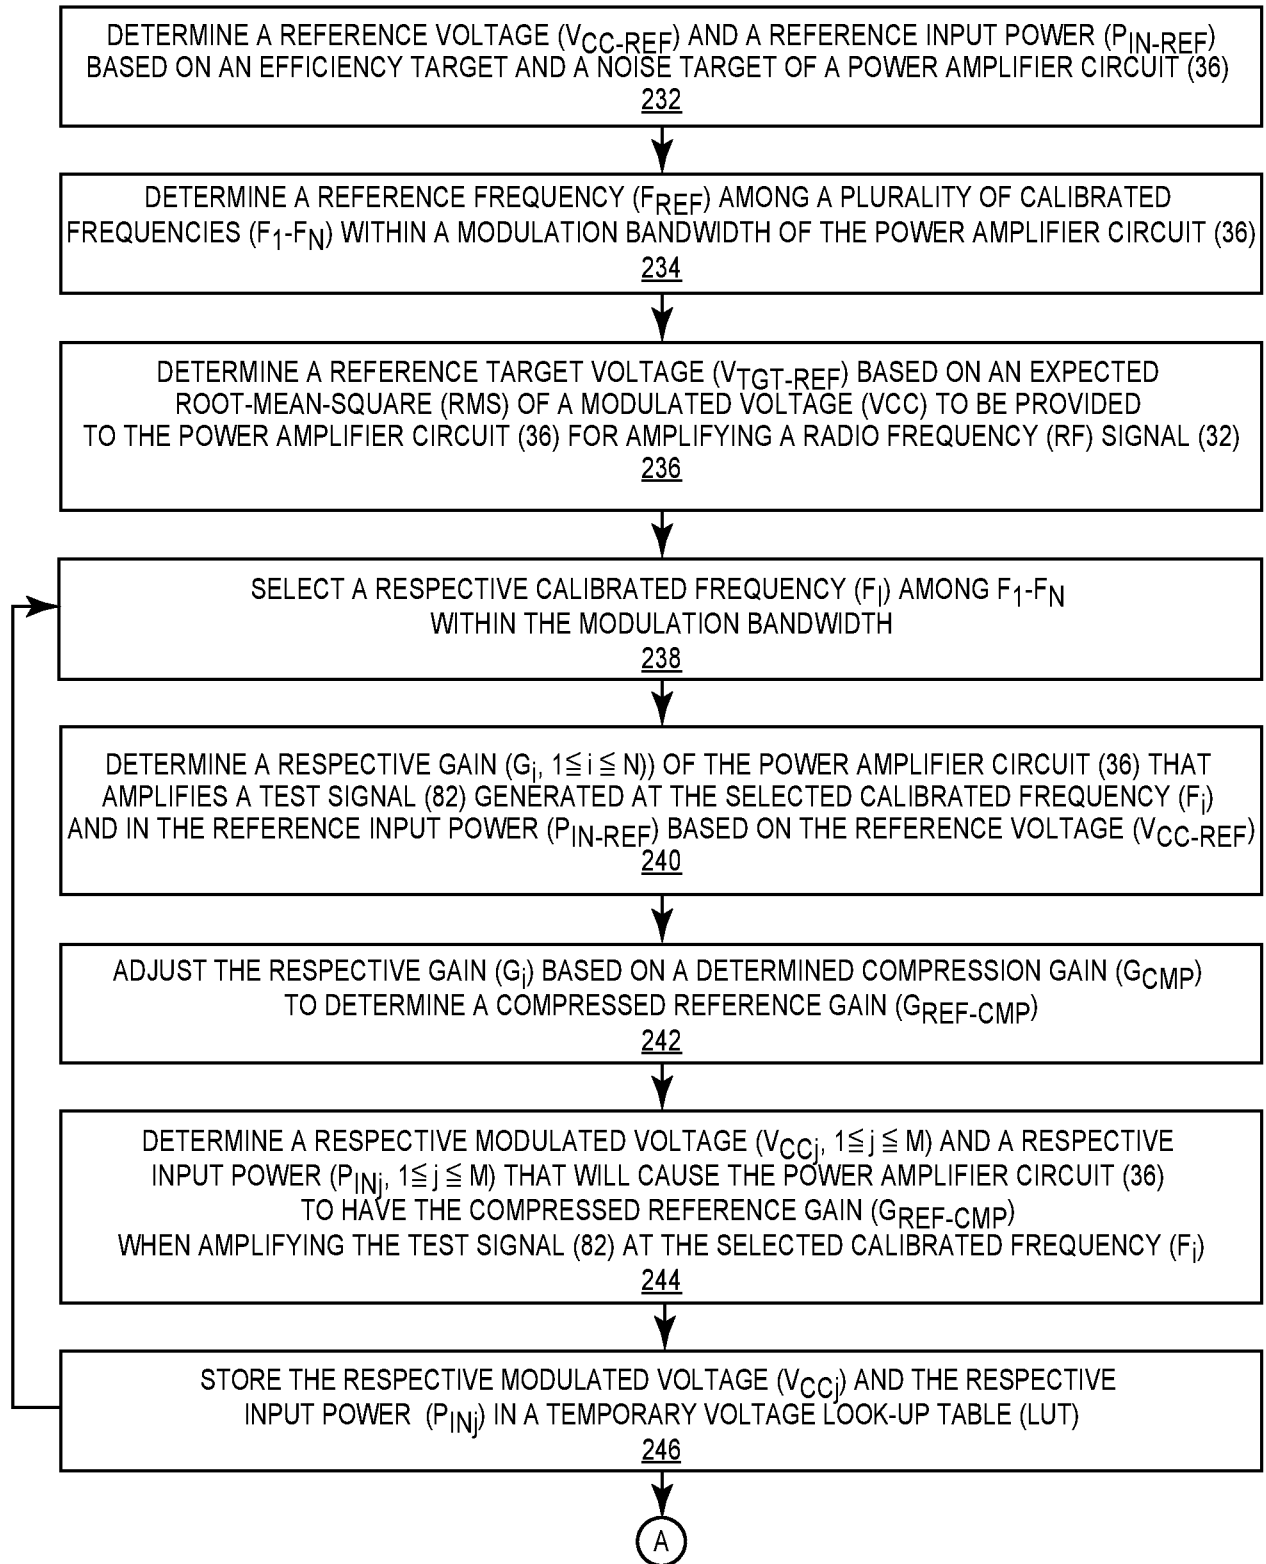 DETERMINE A REFERENCE VOLTAGE (VCC-REF) AND A REFERENCE INPUT POWER (PIN-REF)
BASED ON AN EFFICIENCY TARGET AND A NOISE TARGET OF A POWER AMPLIFIER CIRCUIT (36)
232
DETERMINE A REFERENCE FREQUENCY (FREF) AMONG A PLURALITY OF CALIBRATED
FREQUENCIES (F1-FN) WITHIN A MODULATION BANDWIDTH OF THE POWER AMPLIFIER CIRCUIT (36)
234
DETERMINE A REFERENCE TARGET VOLTAGE (VTGT-REF) BASED ON AN EXPECTED
ROOT-MEAN-SQUARE (RMS) OF A MODULATED VOLTAGE (VCC) TO BE PROVIDED
TO THE POWER AMPLIFIER CIRCUIT (36) FOR AMPLIFYING A RADIO FREQUENCY (RF) SIGNAL (32)
236
SELECT A RESPECTIVE CALIBRATED FREQUENCY (FI) AMONG F1-FN
WITHIN THE MODULATION BANDWIDTH
238
DETERMINE A RESPECTIVE GAIN (Gi, 1≦i≦N)) OF THE POWER AMPLIFIER CIRCUIT (36) THAT
AMPLIFIES A TEST SIGNAL (82) GENERATED AT THE SELECTED CALIBRATED FREQUENCY (Fi)
AND IN THE REFERENCE INPUT POWER (PIN-REF) BASED ON THE REFERENCE VOLTAGE (VCC-REF)
240
ADJUST THE RESPECTIVE GAIN (Gi) BASED ON A DETERMINED COMPRESSION GAIN (GCMP)
TO DETERMINE A COMPRESSED REFERENCE GAIN (GREF-CMP)
242
DETERMINE A RESPECTIVE MODULATED VOLTAGE (VCCj, 1≦j≦M) AND A RESPECTIVE
INPUT POWER (PINj, 1≦j≦M) THAT WILL CAUSE THE POWER AMPLIFIER CIRCUIT (36)
TO HAVE THE COMPRESSED REFERENCE GAIN (GREF-CMP)
WHEN AMPLIFYING THE TEST SIGNAL (82) AT THE SELECTED CALIBRATED FREQUENCY (Fi)
244
STORE THE RESPECTIVE MODULATED VOLTAGE (VCCj) AND THE RESPECTIVE
INPUT POWER (PINj) IN A TEMPORARY VOLTAGE LOOK-UP TABLE (LUT)
246
A